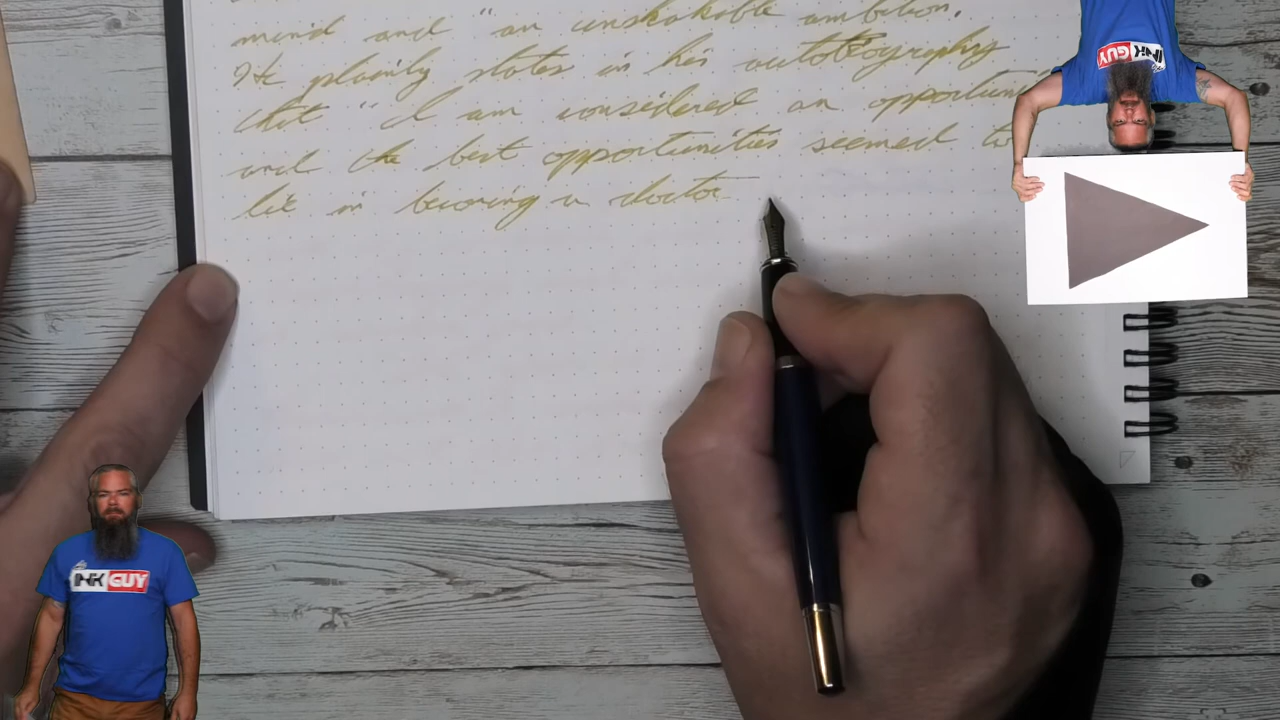 mind and "an unshakable ambition.
He plainly states in his autobiography
that "I am considered an opportun
and the best opportunities seemed to
lie in becoming a doctor
INK GUY
INK GUY